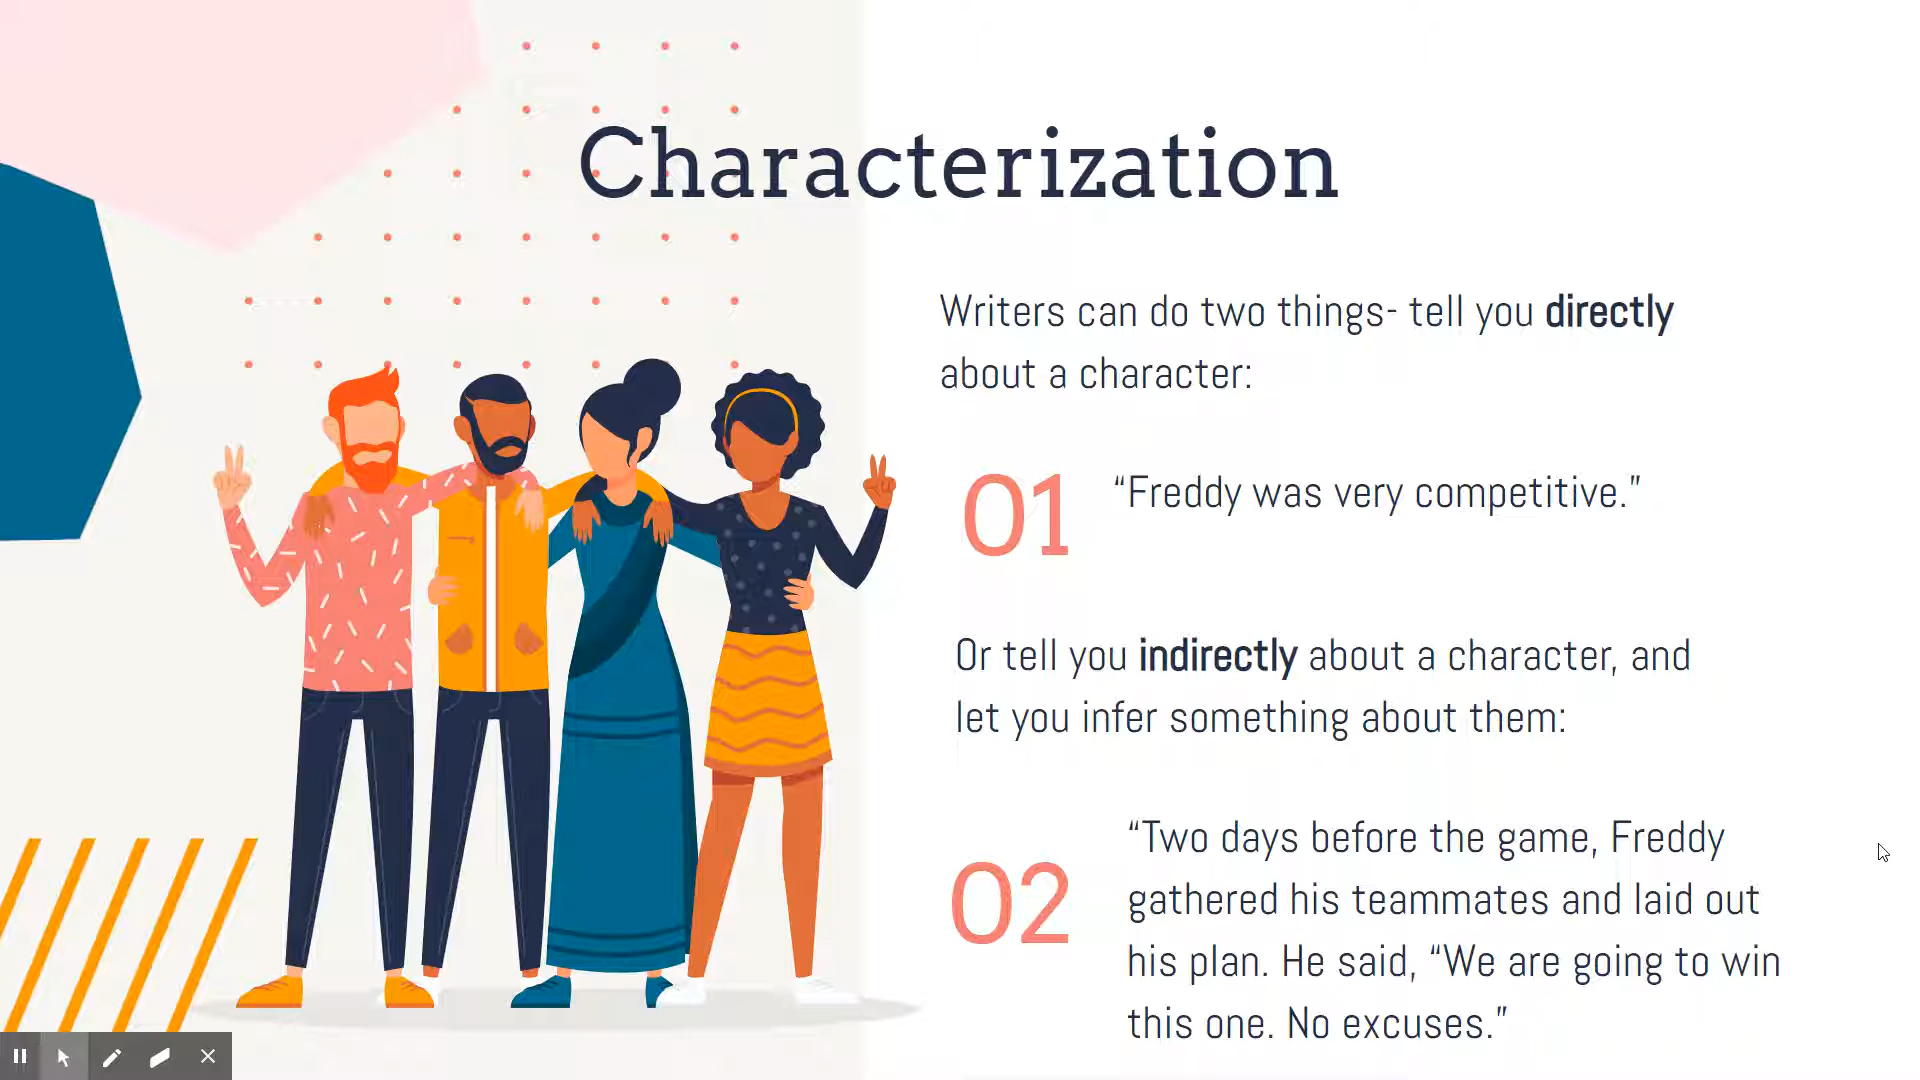 Characterization
Writers can do two things- tell you directly
about a character:
01
“Freddy was very competitive.”
Or tell you indirectly about a character, and
let you infer something about them:
02
“Two days before the game, Freddy
gathered his teammates and laid out
his plan. He said, “We are going to win
this one. No excuses.”